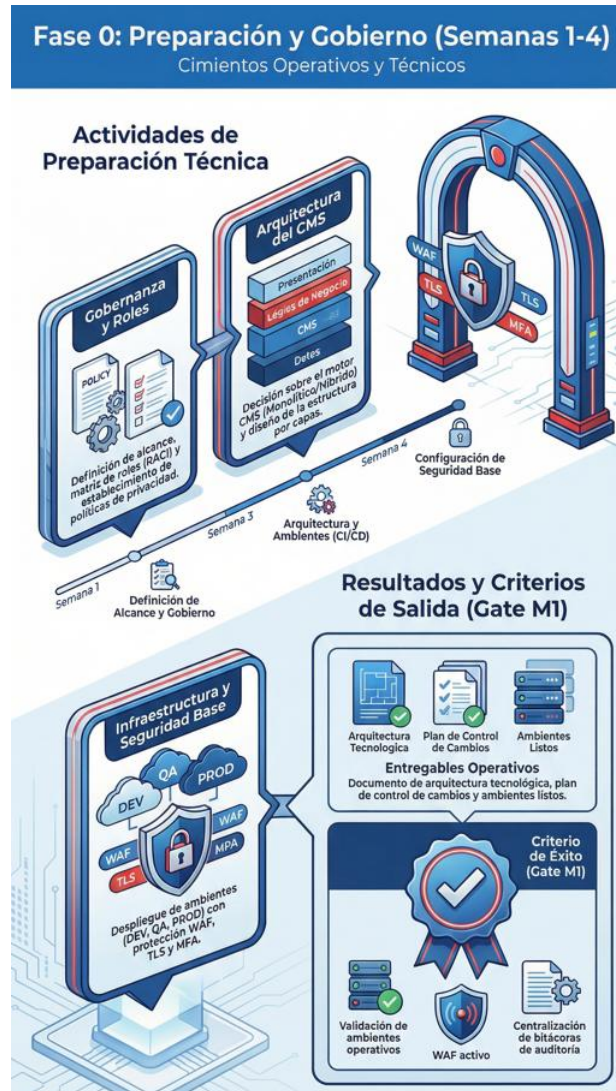 Fase 0: Preparación y Gobierno (Semanas 1-4)
Cimientos Operativos y Técnicos
Actividades de
Preparación Técnica
Gobernanza
y Roles
POLICY
Definición de alcance,
matriz de roles (RACI) y
establecimiento de
políticas de privacidad.
Arquitectura
del CMS
Presentación
Légies de Negocio
CMS
Detes
Decisión sobre el motor
CMS (Monolítico/Níbrido)
y diseño de la estructura
por capas.
WAF
TLS
TLS
MFA
Semana 1
Semana 3
Semana 4
Definición de
Alcance y Gobierno
Arquitectura y
Ambientes (CI/CD)
Configuración de
Seguridad Base
Resultados y Criterios
de Salida (Gate M1)
Infraestructura y
Seguridad Base
DEV
QA
PROD
WAF
TLS
WAF
MPA
Despliegue de ambientes
(DEV, QA, PROD) con
protección WAF,
TLS y MFA.
Arquitectura
Tecnologica
Plan de Control
de Cambios
Ambientes
Listos
Entregables Operativos
Documento de arquitectura tecnológica, plan
de control de cambios y ambientes listos.
Criterio
de Éxito
(Gate M1)
Validación de
ambientes
operativos
WAF activo
Centralización
de bitácoras
de auditoría